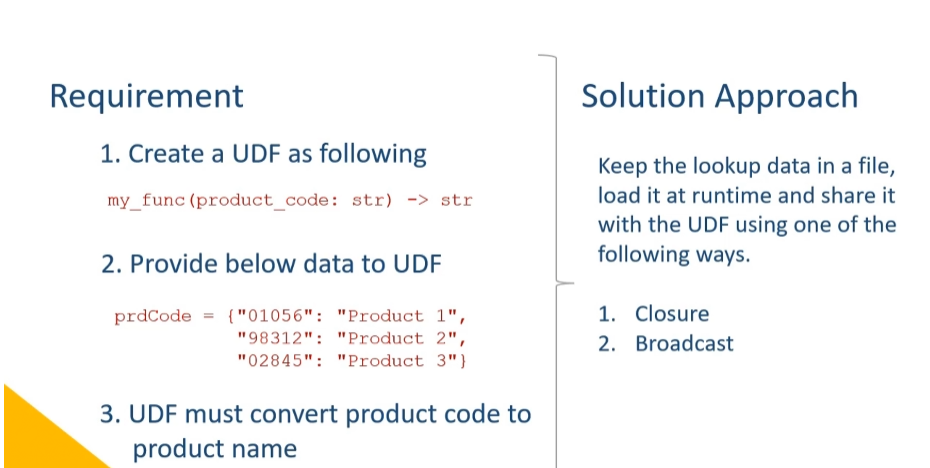 Requirement
1. Create a UDF as following
my_func(product_code: str) -> str
2. Provide below data to UDF
prdCode = {"01056": "Product 1",
"98312": "Product 2",
"02845": "Product 3"}
3. UDF must convert product code to
product name
Solution Approach
Keep the lookup data in a file,
load it at runtime and share it
with the UDF using one of the
following ways.
1. Closure
2. Broadcast